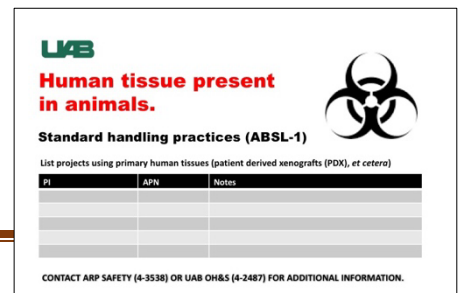 UAB
Human tissue present
in animals.
Standard handling practices (ABSL-1)
List projects using primary human tissues (patient derived xenografts (PDX), et cetera)
PI APN Notes
CONTACT ARP SAFETY (4-3538) OR UAB OH&S (4-2487) FOR ADDITIONAL INFORMATION.